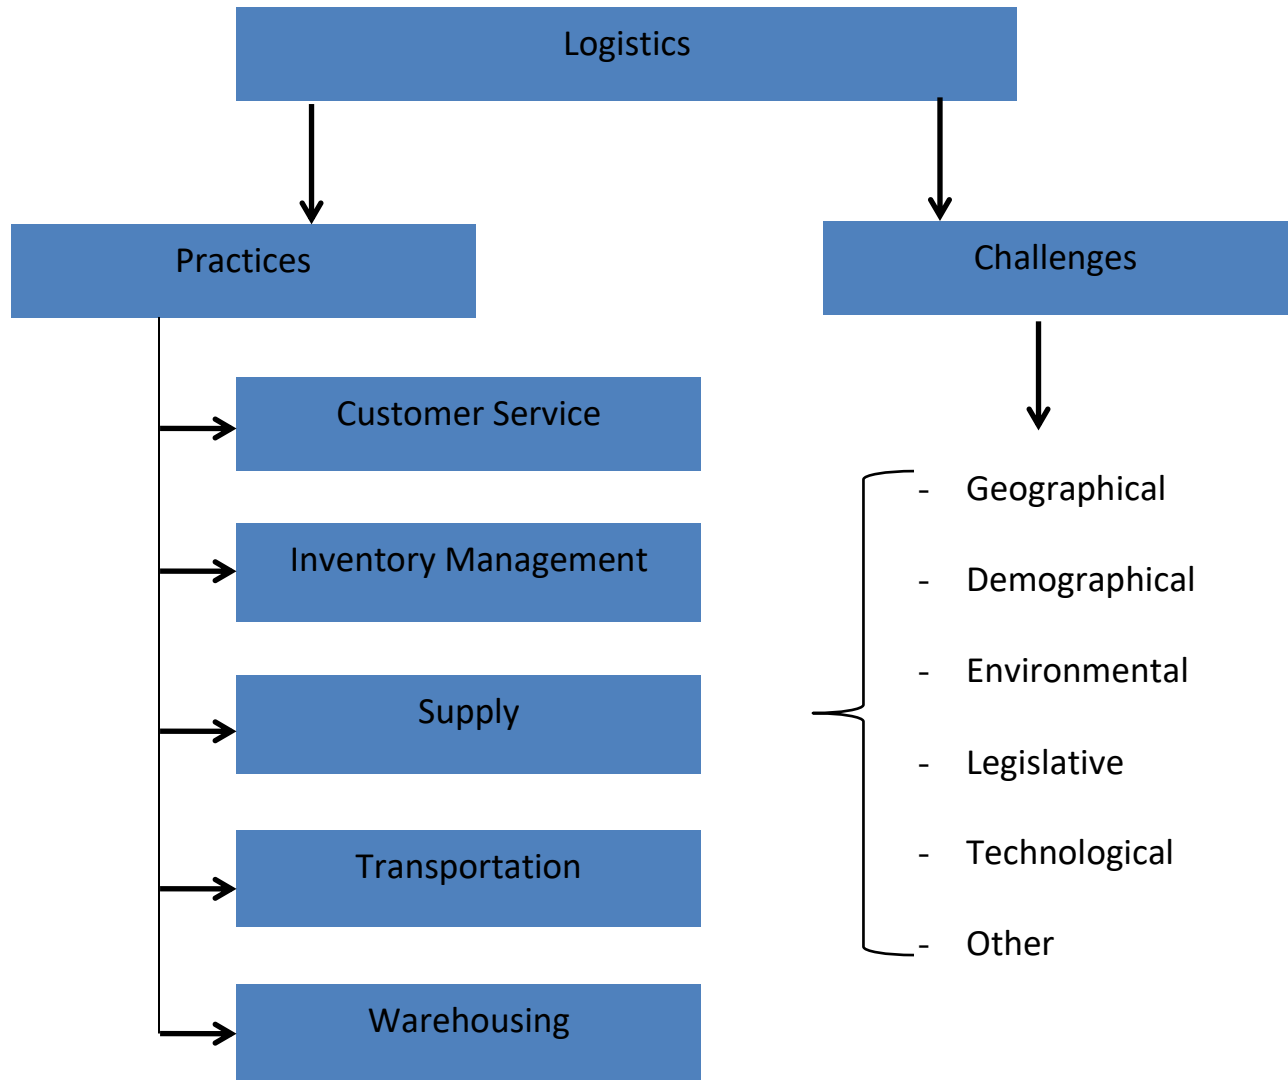 Logistics
Practices
Challenges
Customer Service
Inventory Management
Supply
Transportation
Warehousing
- Geographical
- Demographical
- Environmental
- Legislative
- Technological
- Other